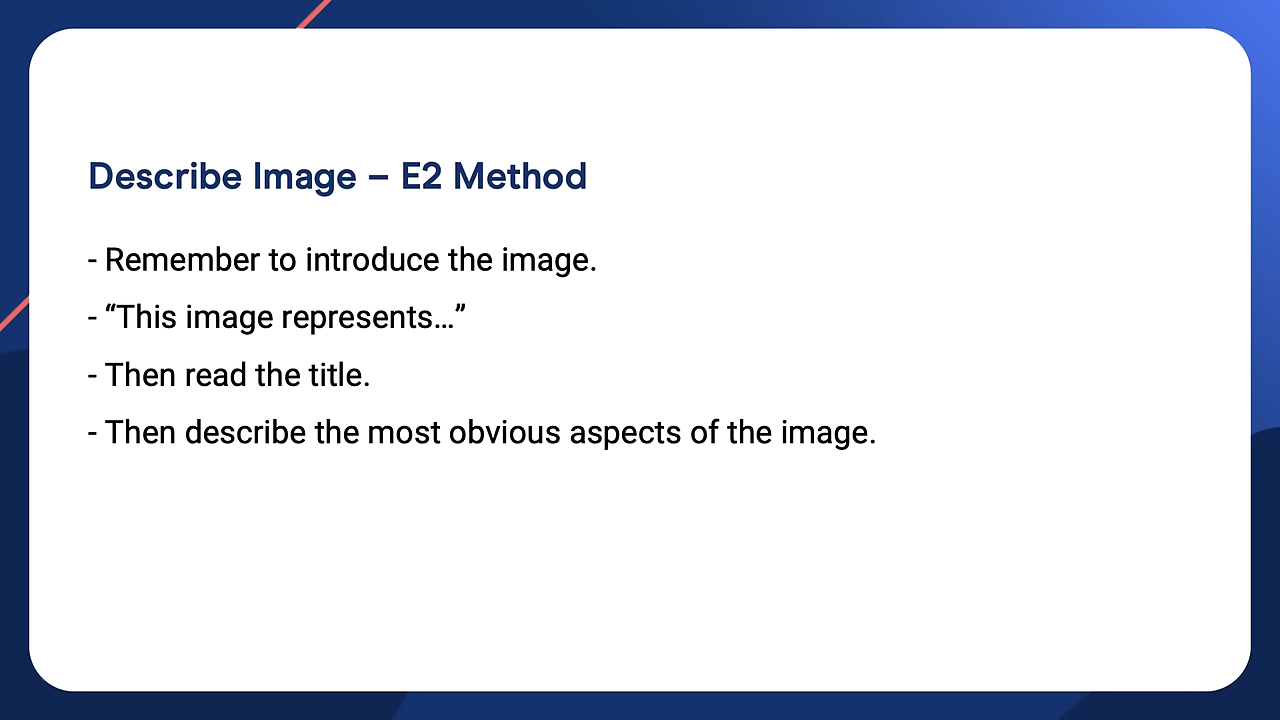 Describe Image – E2 Method
- Remember to introduce the image.
- “This image represents…”
- Then read the title.
- Then describe the most obvious aspects of the image.